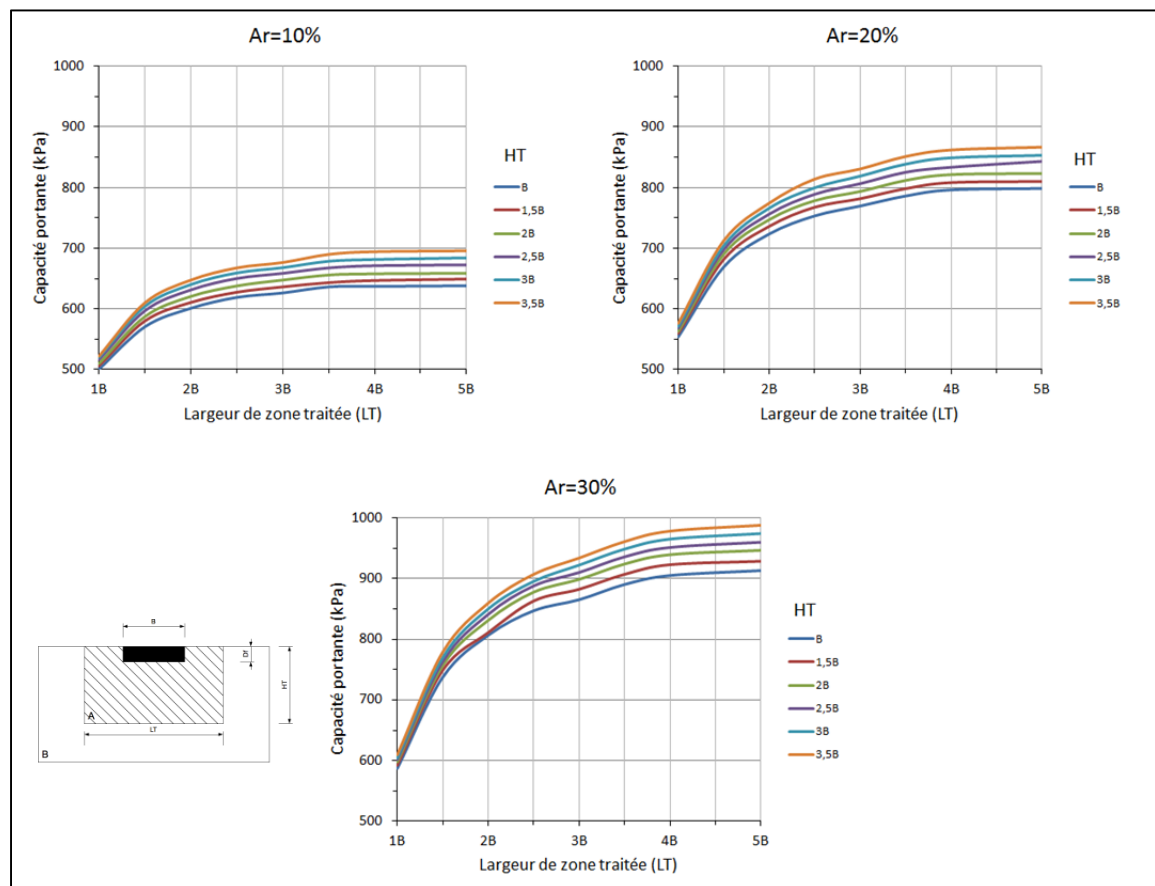 Ar=10%
Capacité portante (kPa)
1000
900
800
700
600
500
1B
2B
3B
4B
5B
Largeur de zone traitée (LT)
HT
B
1,5B
2B
2,5B
3B
3,5B
Ar=20%
Capacité portante (kPa)
1000
900
800
700
600
500
1B
2B
3B
4B
5B
Largeur de zone traitée (LT)
HT
B
1,5B
2B
2,5B
3B
3,5B
B
Df
HT
A
LT
B
Ar=30%
Capacité portante (kPa)
1000
900
800
700
600
500
1B
2B
3B
4B
5B
Largeur de zone traitée (LT)
HT
B
1,5B
2B
2,5B
3B
3,5B